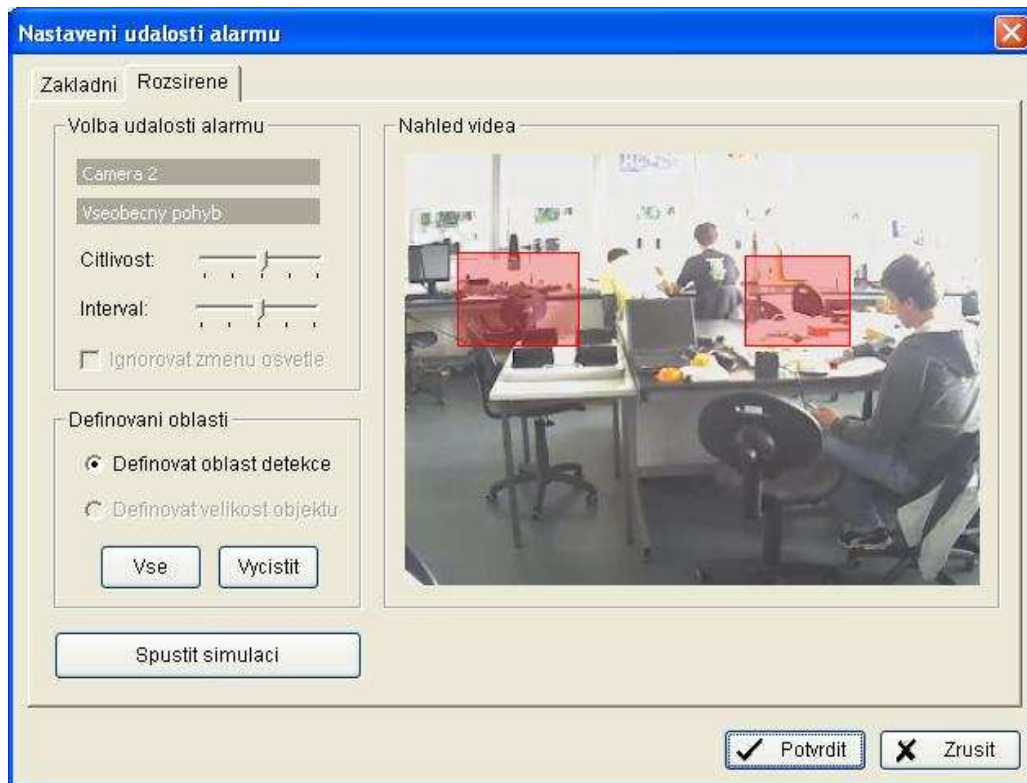 Nastaveni udalosti alarmu
Zakladni
Rozsirene
Volba udalosti alarmu
Camera 2
Vseobecny pohyb
Citlivost:
Interval:
Ignorovat zmenu osvetle
Definovani oblasti
Definovat oblast detekce
Definovat velikost objektu
Vse
Vycistit
Spustit simulaci
Nahled videa
Potvrdit
Zrusit